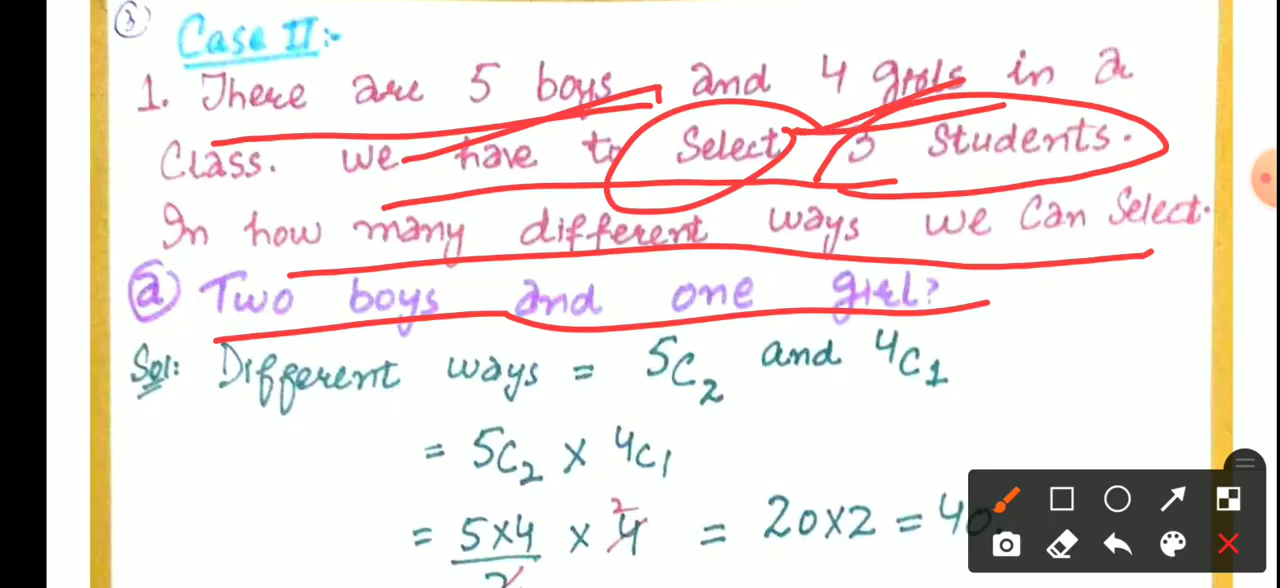 ③
Case II:-
1. There are 5 boys and 4 girls in a
Class. we have to Select 3 Students.
In how many different ways we Can Select.
ⓐ Two boys and one girl?
Sol: Different ways = 5C₂ and 4C₁
= 5C₂ × 4C₁
= 5×4/2 × 4 2 = 20×2 = 40.